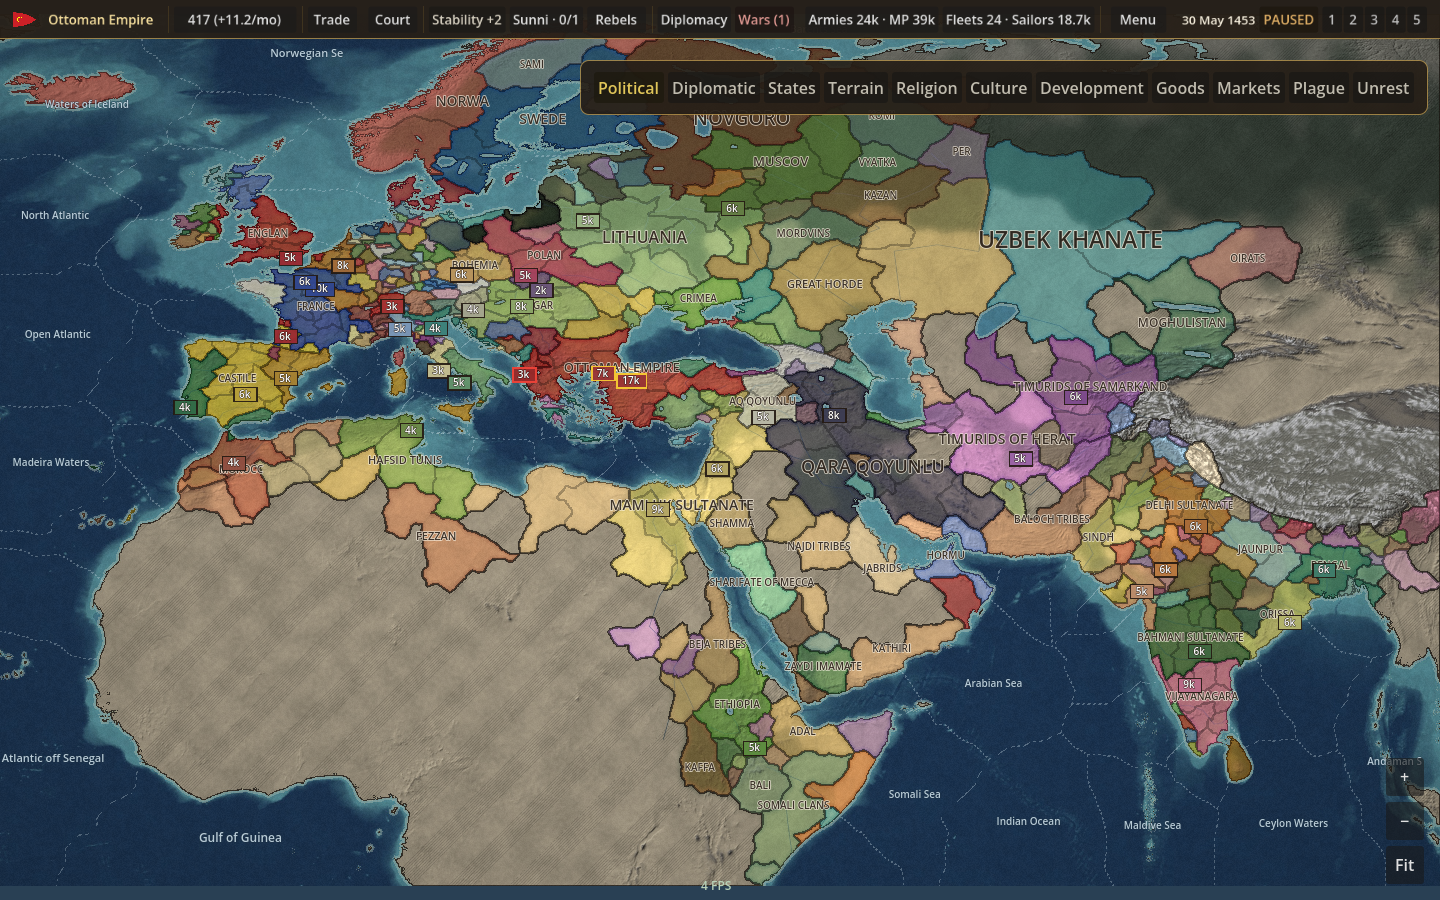 Ottoman Empire
417 (+11.2/mo)
Trade
Court
Stability +2
Sunni · 0/1
Rebels
Diplomacy
Wars (1)
Armies 24k · MP 39k
Fleets 24 · Sailors 18.7k
Menu
30 May 1453
PAUSED
1 2 3 4 5
Political
Diplomatic
States
Terrain
Religion
Culture
Development
Goods
Markets
Plague
Unrest
Norwegian Se
SAMI
Waters of Iceland
NORWA
SWEDE
MUSCOV
VYATKA
PER
KAZAN
North Atlantic
6k
5k
LITHUANIA
MORDVINS
UZBEK KHANATE
ENGLAN
5k
8k
BOHEMIA
6k
POLAN
5k
OIRATS
6k
2k
GREAT HORDE
CRIMEA
FRANCE
3k
4k
8k
GAR
MOGHULISTAN
Open Atlantic
6k
5k
4k
OTTOMAN EMPIRE
CASTILE
5k
3k
5k
3k
7k
17k
TIMURIDS OF SAMARKAND
6k
6k
4k
AQ QOYUNLU
5k
8k
4k
TIMURIDS OF HERAT
5k
Madeira Waters
4k
HAFSID TUNIS
6k
QARA QOYUNLU
9k
SHAMMA
DELHI SULTANATE
BALOCH TRIBES
6k
SINDH
FEZZAN
NAJDI TRIBES
HORMU
JAUNPUR
JABRIDS
6k
6k
SHARIFATE OF MECCA
5k
ORISSA
6k
BEJA TRIBES
KATHIRI
BAHMANI SULTANATE
6k
ZAYDI IMAMATE
9k
VIJAYANAGARA
Arabian Sea
ETHIOPIA
ADAL
5k
Atlantic off Senegal
KAFFA
BALI
SOMALI CLANS
Somali Sea
Indian Ocean
Maldive Sea
Ceylon Waters
Gulf of Guinea
+
−
Fit
4 FPS